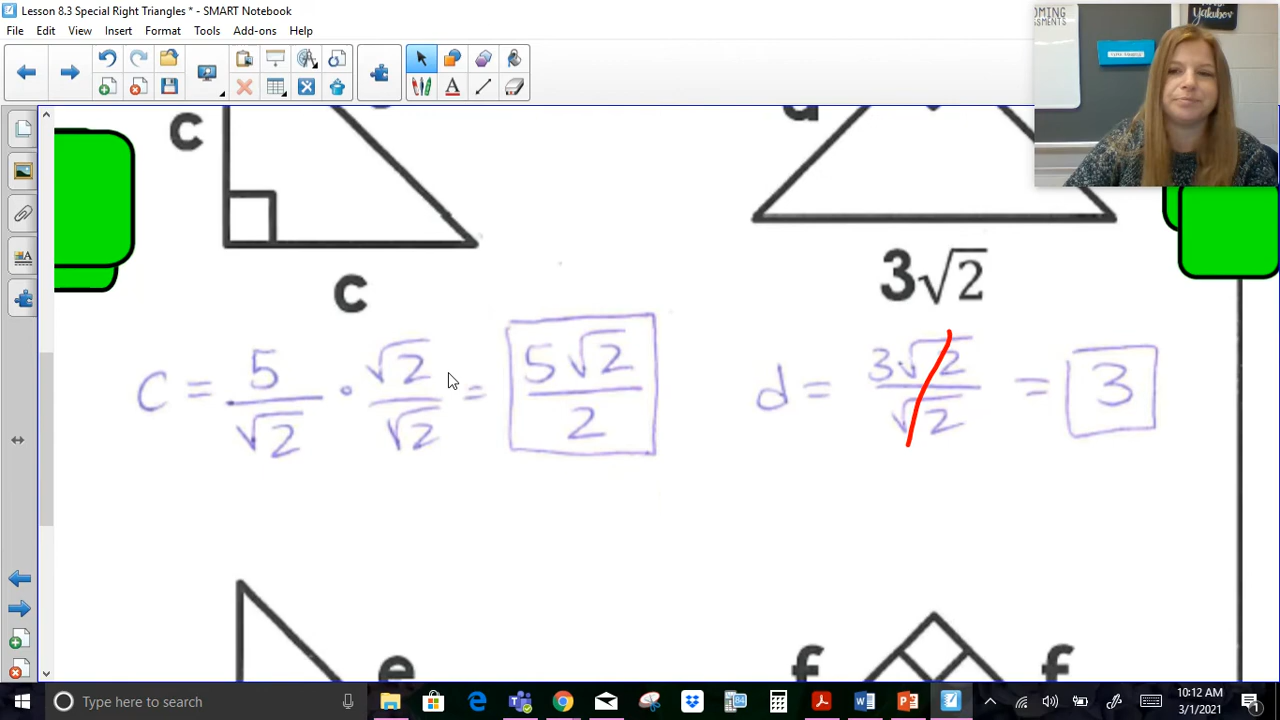 Lesson 8.3 Special Right Triangles * - SMART Notebook
File Edit View Insert Format Tools Add-ons Help
Yakubov
c
d
c
3√2
C = 5/√2 · √2/√2 = 5√2/2
d = 3√2/√2 = 3
e
f f
Type here to search
10:12 AM
3/1/2021